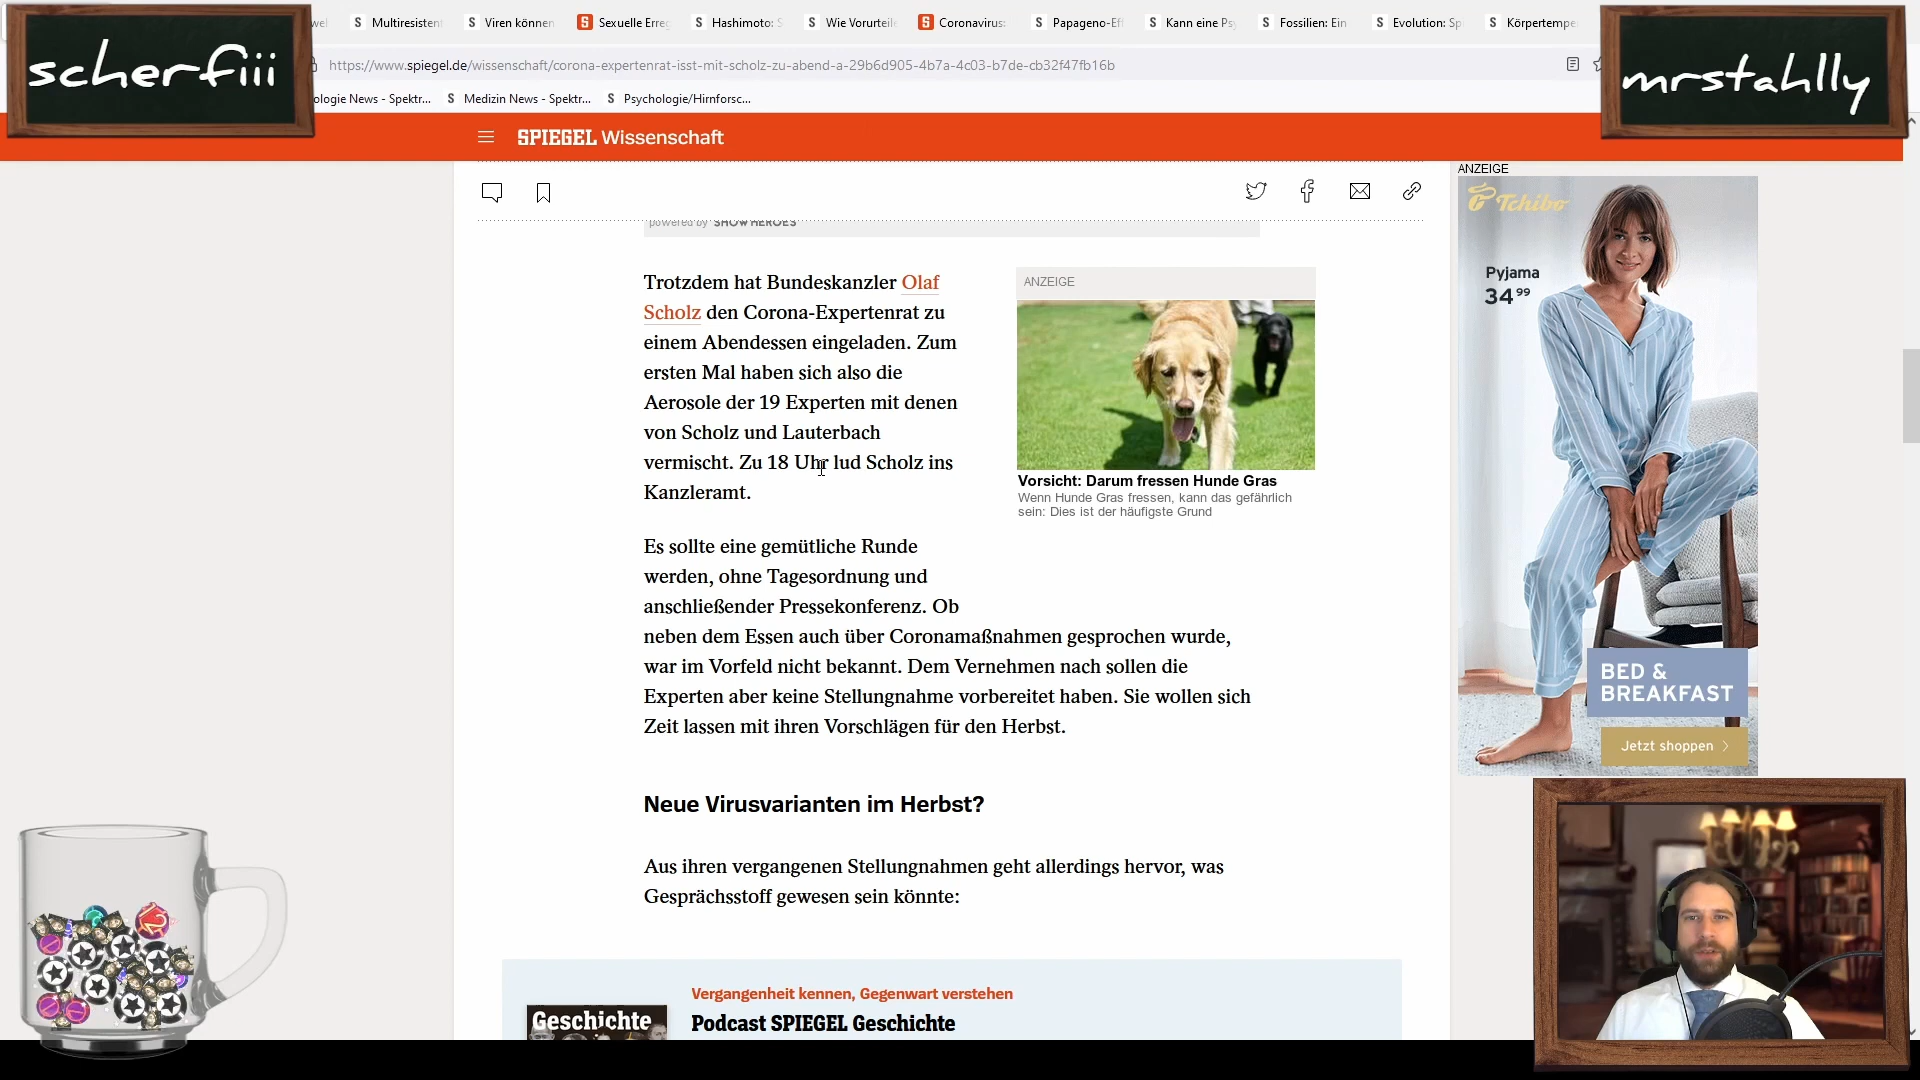 scherfiii
mrstahlly
Multiresisten
Viren können
Sexuelle Erre
Hashimoto:
Wie Vorurteil
Coronavirus:
Papageno-Eff
Kann eine Ps
Fossilien: Ein
Evolution: Sp
Körpertempe
https://www.spiegel.de/wissenschaft/corona-expertenrat-isst-mit-scholz-zu-abend-a-29b6d905-4b7a-4c03-b7de-cb32f47fb16b
ologie News - Spektr...
Medizin News - Spektr...
Psychologie/Hirnforsc...
SPIEGEL Wissenschaft
powered by SHOWHEROES
Trotzdem hat Bundeskanzler Olaf
Scholz den Corona-Expertenrat zu
einem Abendessen eingeladen. Zum
ersten Mal haben sich also die
Aerosole der 19 Experten mit denen
von Scholz und Lauterbach
vermischt. Zu 18 Uhr lud Scholz ins
Kanzleramt.
ANZEIGE
Vorsicht: Darum fressen Hunde Gras
Wenn Hunde Gras fressen, kann das gefährlich
sein: Dies ist der häufigste Grund
Es sollte eine gemütliche Runde
werden, ohne Tagesordnung und
anschließender Pressekonferenz. Ob
neben dem Essen auch über Coronamaßnahmen gesprochen wurde,
war im Vorfeld nicht bekannt. Dem Vernehmen nach sollen die
Experten aber keine Stellungnahme vorbereitet haben. Sie wollen sich
Zeit lassen mit ihren Vorschlägen für den Herbst.
Neue Virusvarianten im Herbst?
Aus ihren vergangenen Stellungnahmen geht allerdings hervor, was
Gesprächsstoff gewesen sein könnte:
Vergangenheit kennen, Gegenwart verstehen
Podcast SPIEGEL Geschichte
Geschichte
ANZEIGE
Tchibo
Pyjama
34 99
BED &
BREAKFAST
Jetzt shoppen